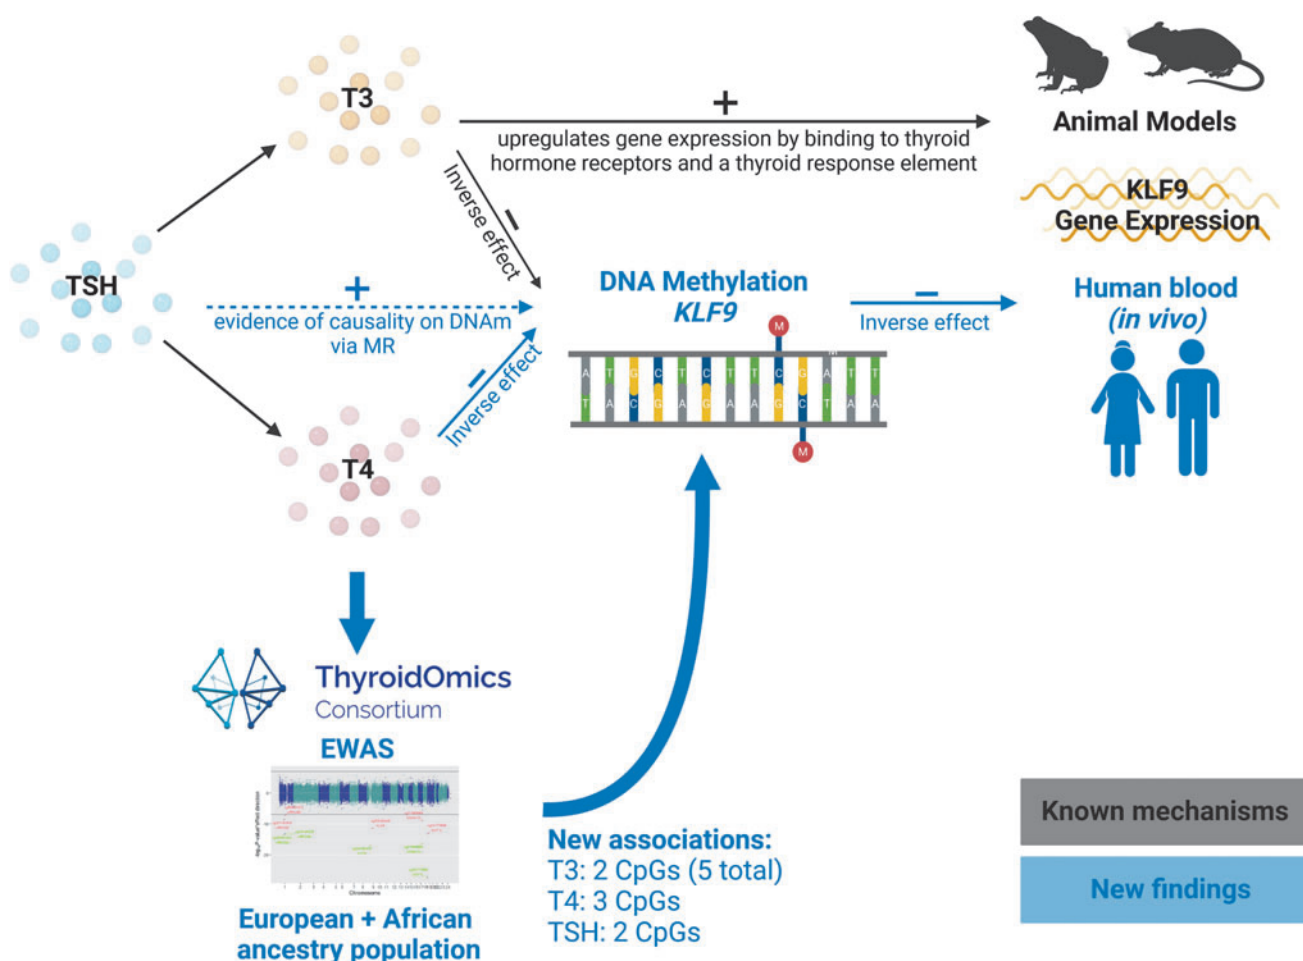 T3
+
upregulates gene expression by binding to thyroid
hormone receptors and a thyroid response element
Animal Models
KLF9
Gene Expression
−
Inverse effect
TSH
+
evidence of causality on DNAm
via MR
DNA Methylation
KLF9
−
Inverse effect
Human blood
(in vivo)
−
Inverse effect
T4
M
M
A T G C T C T T C G A T T
T A C G A G A A G C T A A
M
ThyroidOmics
Consortium
EWAS
Chromosome
European + African
ancestry population
New associations:
T3: 2 CpGs (5 total)
T4: 3 CpGs
TSH: 2 CpGs
Known mechanisms
New findings